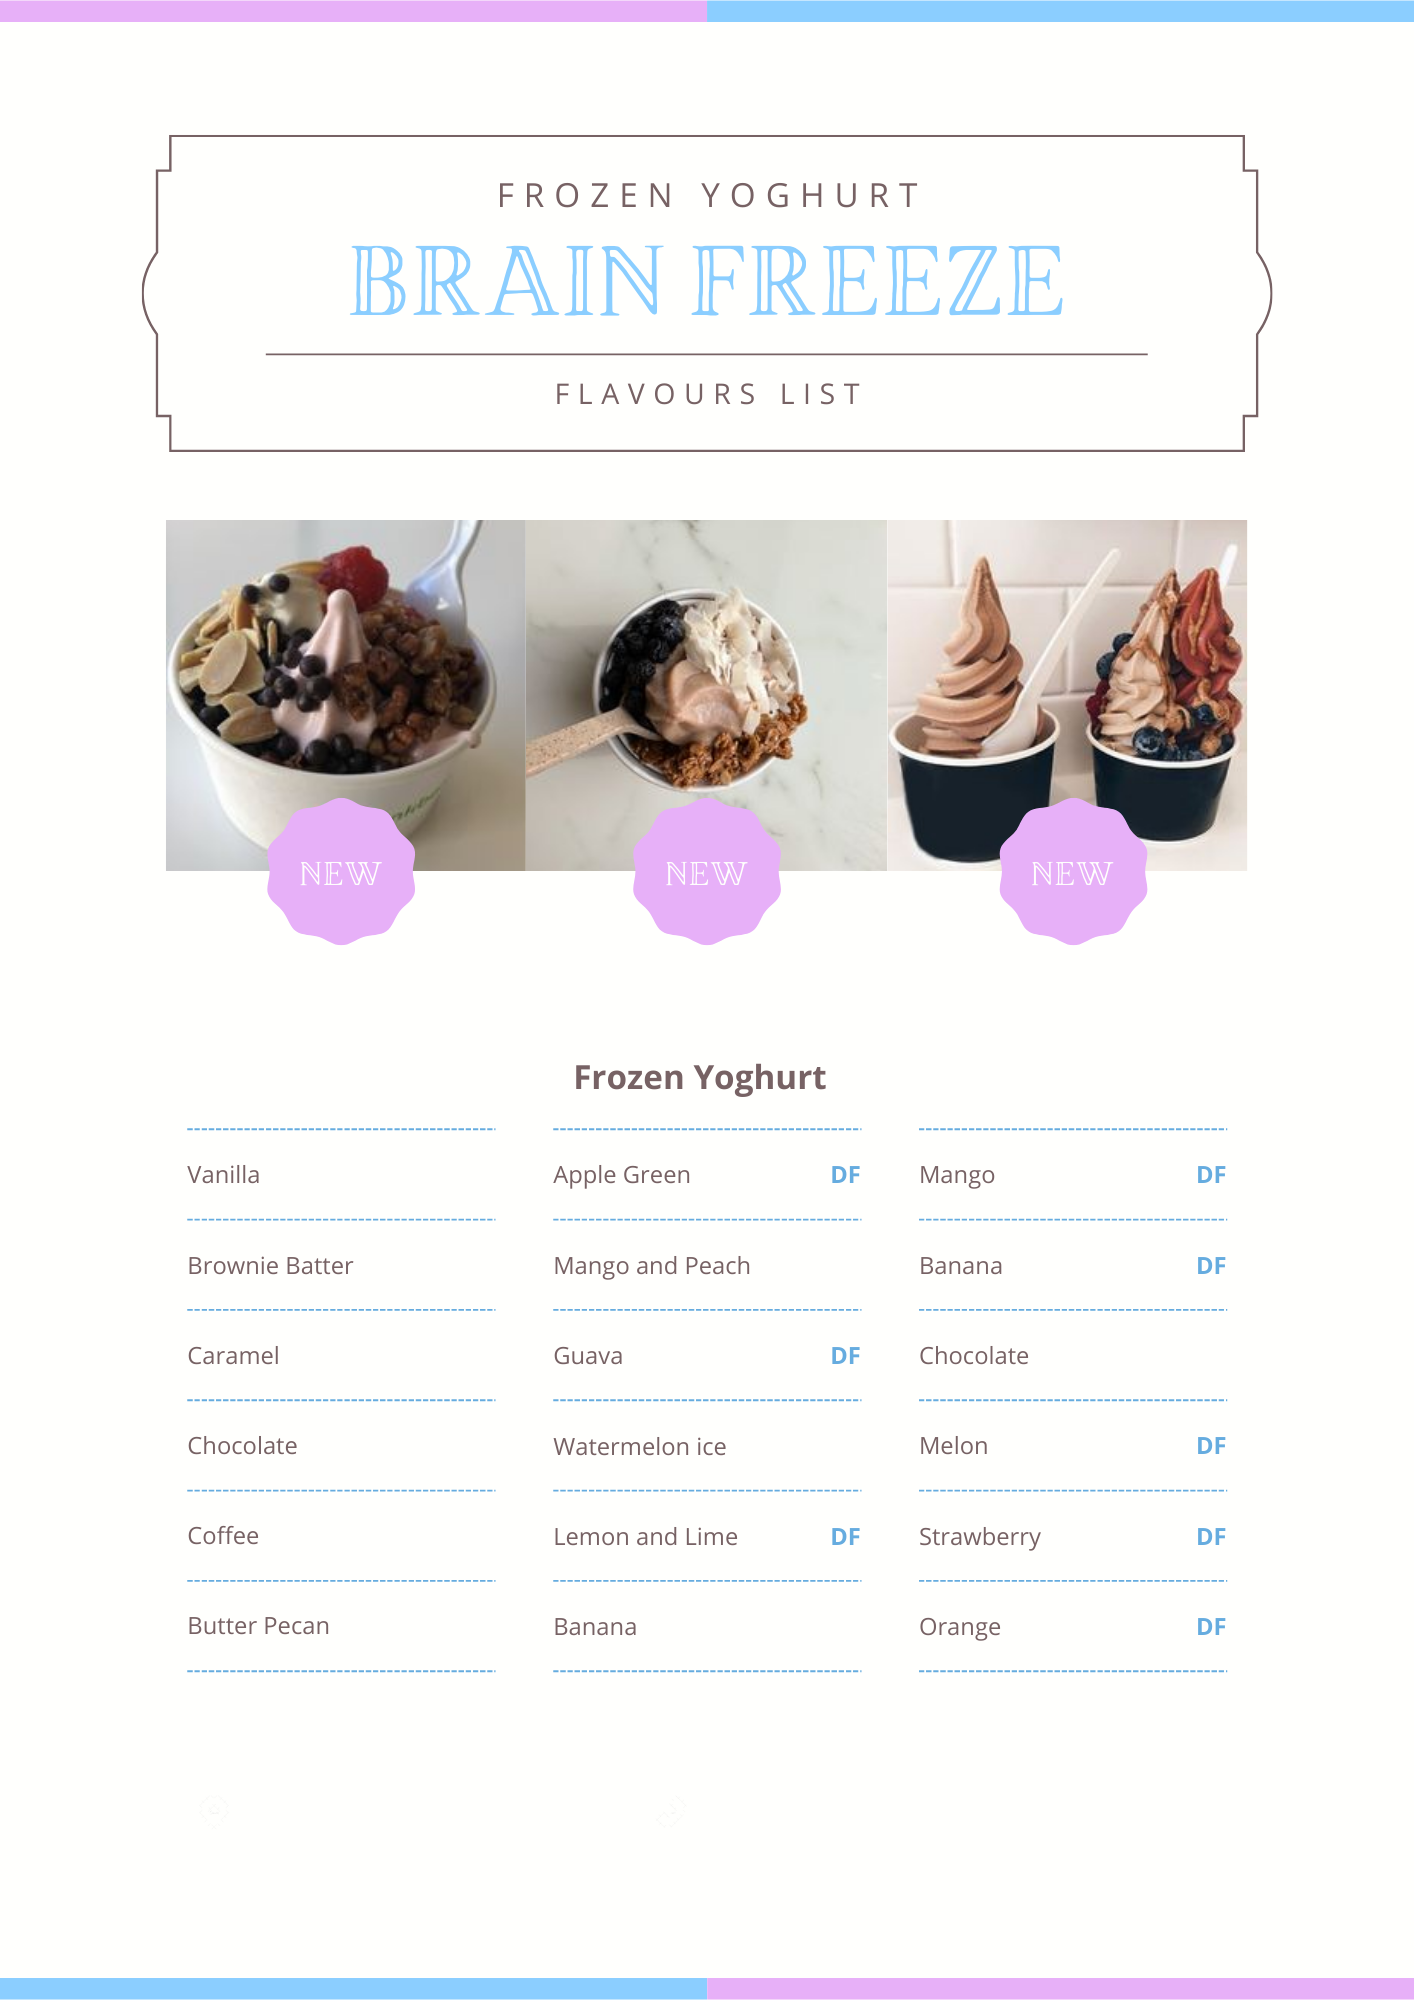 FROZEN YOGHURT
BRAIN FREEZE
FLAVOURS LIST
NEW
NEW
NEW
Frozen Yoghurt
Vanilla
Brownie Batter
Caramel
Chocolate
Coffee
Butter Pecan
Apple Green DF
Mango and Peach
Guava DF
Watermelon ice
Lemon and Lime DF
Banana
Mango DF
Banana DF
Chocolate
Melon DF
Strawberry DF
Orange DF